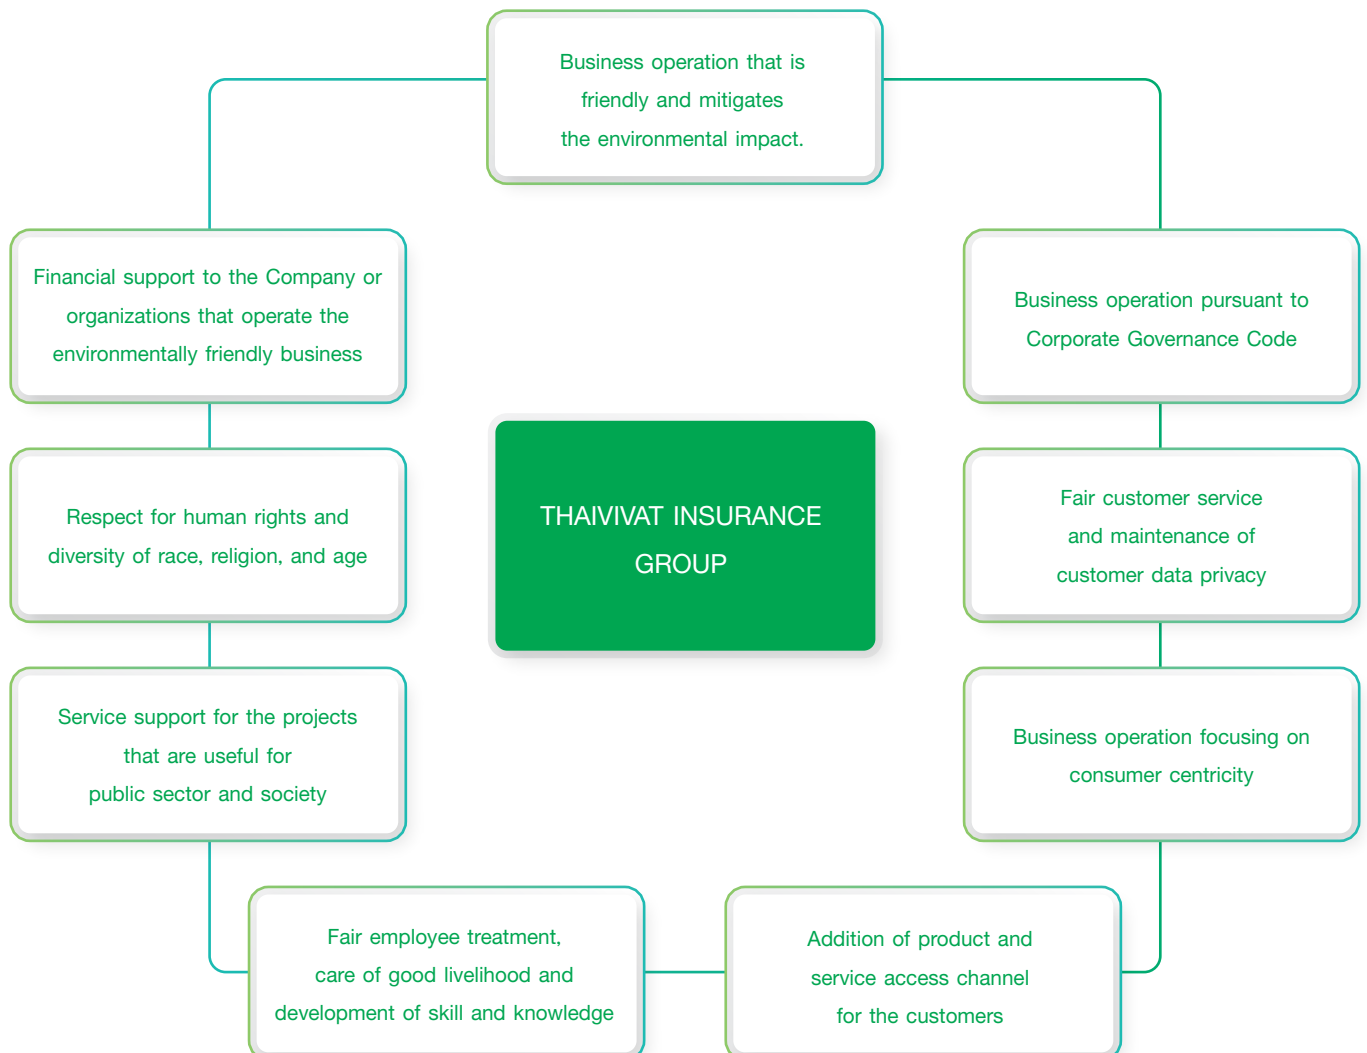 Business operation that is
friendly and mitigates
the environmental impact.
Financial support to the Company or
organizations that operate the
environmentally friendly business
Business operation pursuant to
Corporate Governance Code
Respect for human rights and
diversity of race, religion, and age
THAIVIVAT INSURANCE
GROUP
Fair customer service
and maintenance of
customer data privacy
Service support for the projects
that are useful for
public sector and society
Business operation focusing on
consumer centricity
Fair employee treatment,
care of good livelihood and
development of skill and knowledge
Addition of product and
service access channel
for the customers